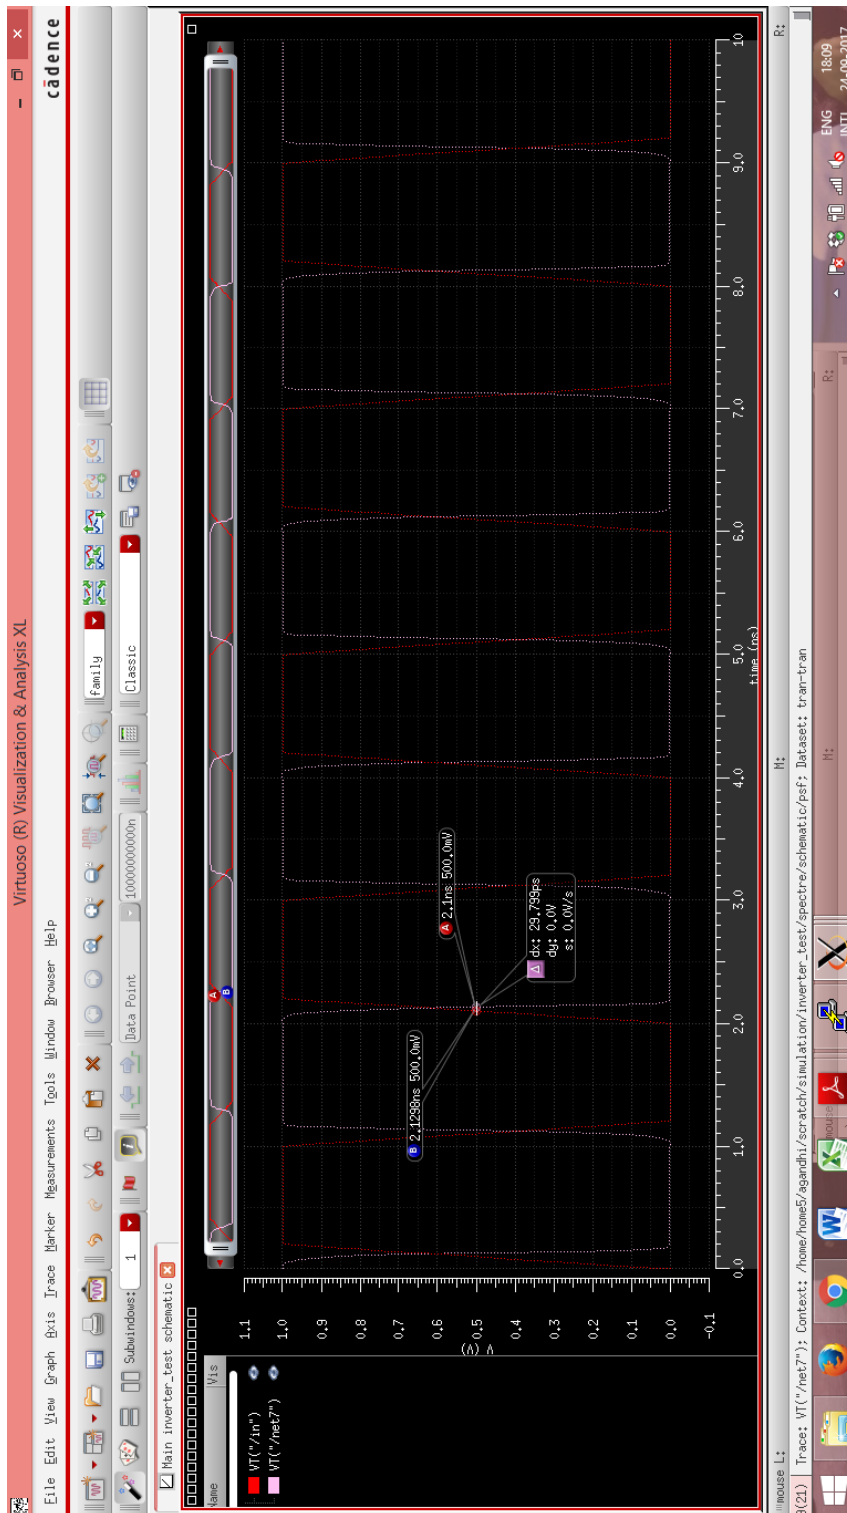 Virtuoso (R) Visualization & Analysis XL
File Edit View Graph Axis Trace Marker Measurements Tools Window Browser Help
cādence
family
Subwindows: 1
Data Point
10000000000n
Classic
Main inverter_test schematic
Name
Vis
VT("/in")
VT("/net7")
A
B
1.1
1.0
0.9
0.8
0.7
0.6
0.5
0.4
0.3
0.2
0.1
0.0
-0.1
V (V)
B 2.1298ns 500.0mV
A 2.1ns 500.0mV
Δ dx: 29.799ps
dy: 0.0V
s: 0.0V/s
0.0 1.0 2.0 3.0 4.0 5.0 6.0 7.0 8.0 9.0 10
time (ns)
mouse L:
M:
R:
(21)
Trace: VT("/net7"); Context: /home/home5/agandhi/scratch/simulation/inverter_test/spectre/schematic/psf; Dataset: tran-tran
mouse
M:
R:
ENG
INTL
18:09
24-09-2017